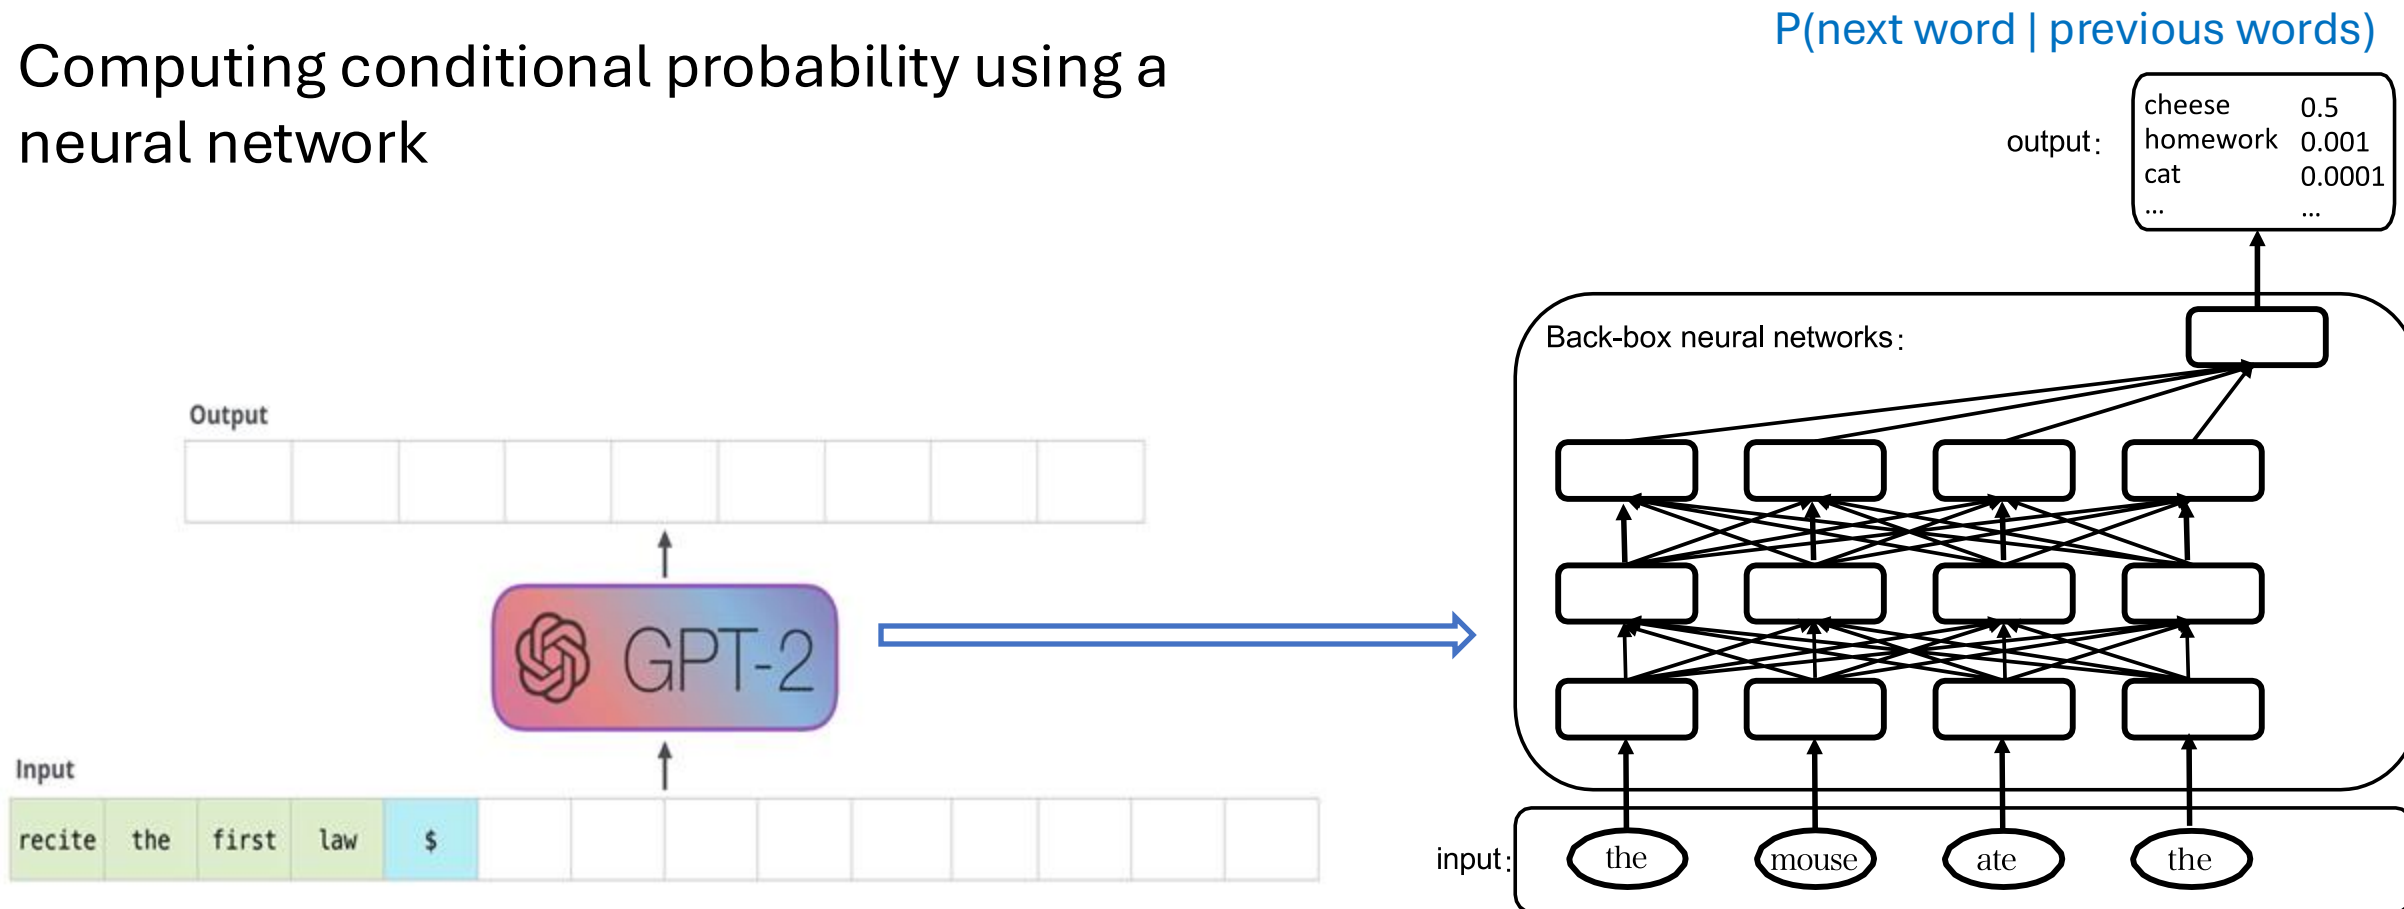 Computing conditional probability using a
neural network
P(next word | previous words)
output:
cheese 0.5
homework 0.001
cat 0.0001
... ...
Back-box neural networks:
Output
GPT-2
Input
recite the first law $
input:
the mouse ate the